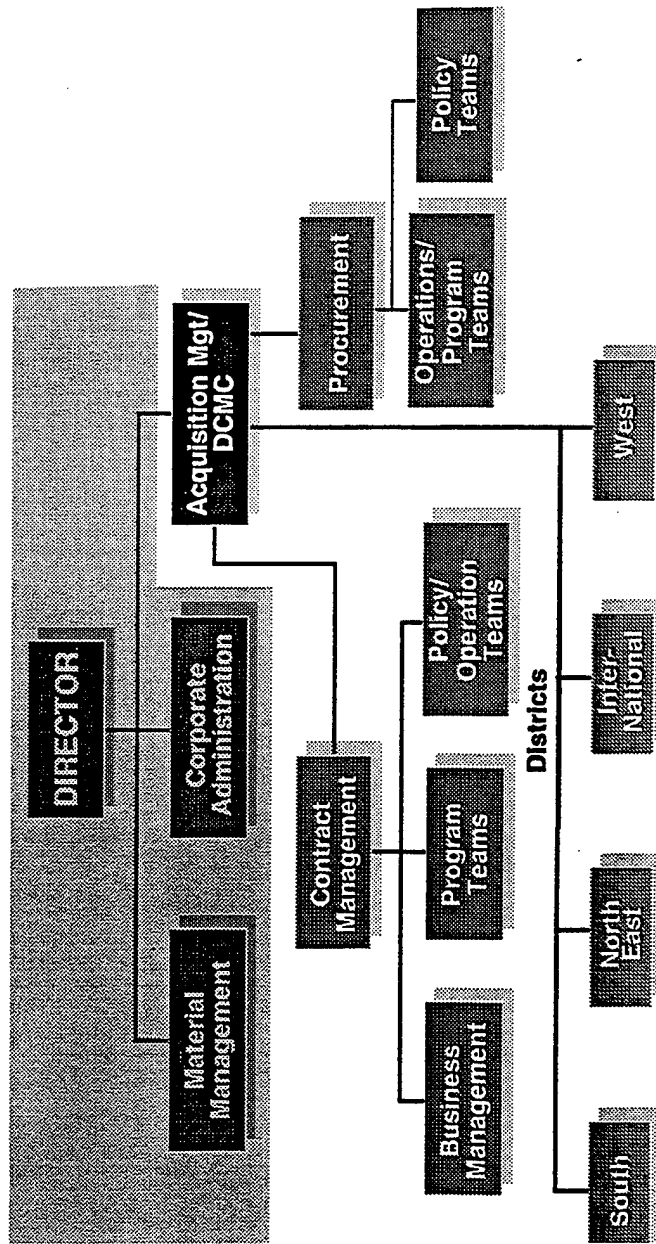 DIRECTOR
Material
Management
Corporate
Administration
Acquisition Mgt/
DCMC
Contract
Management
Procurement
Business
Management
Program
Teams
Policy/
Operation
Teams
Operations/
Program
Teams
Policy
Teams
Districts
South
North
East
Inter-
National
West